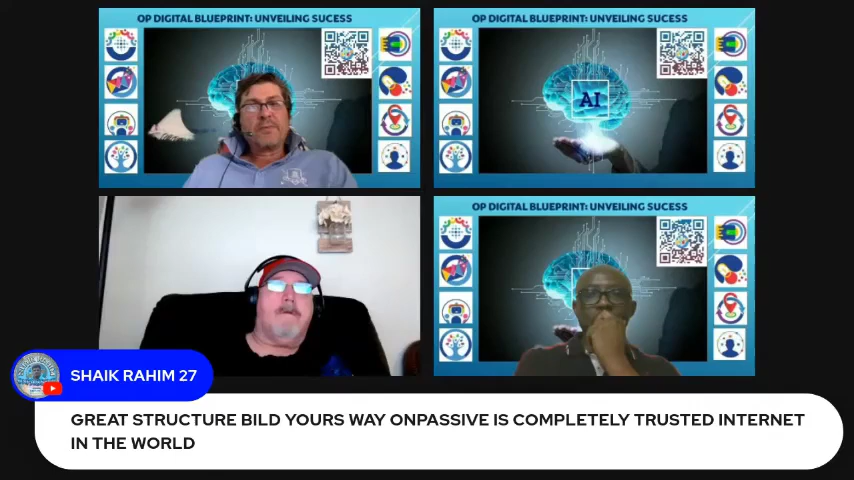 OP DIGITAL BLUEPRINT: UNVEILING SUCESS
OP DIGITAL BLUEPRINT: UNVEILING SUCESS
AI
OP DIGITAL BLUEPRINT: UNVEILING SUCESS
SHAIK RAHIM 27
GREAT STRUCTURE BILD YOURS WAY ONPASSIVE IS COMPLETELY TRUSTED INTERNET
IN THE WORLD